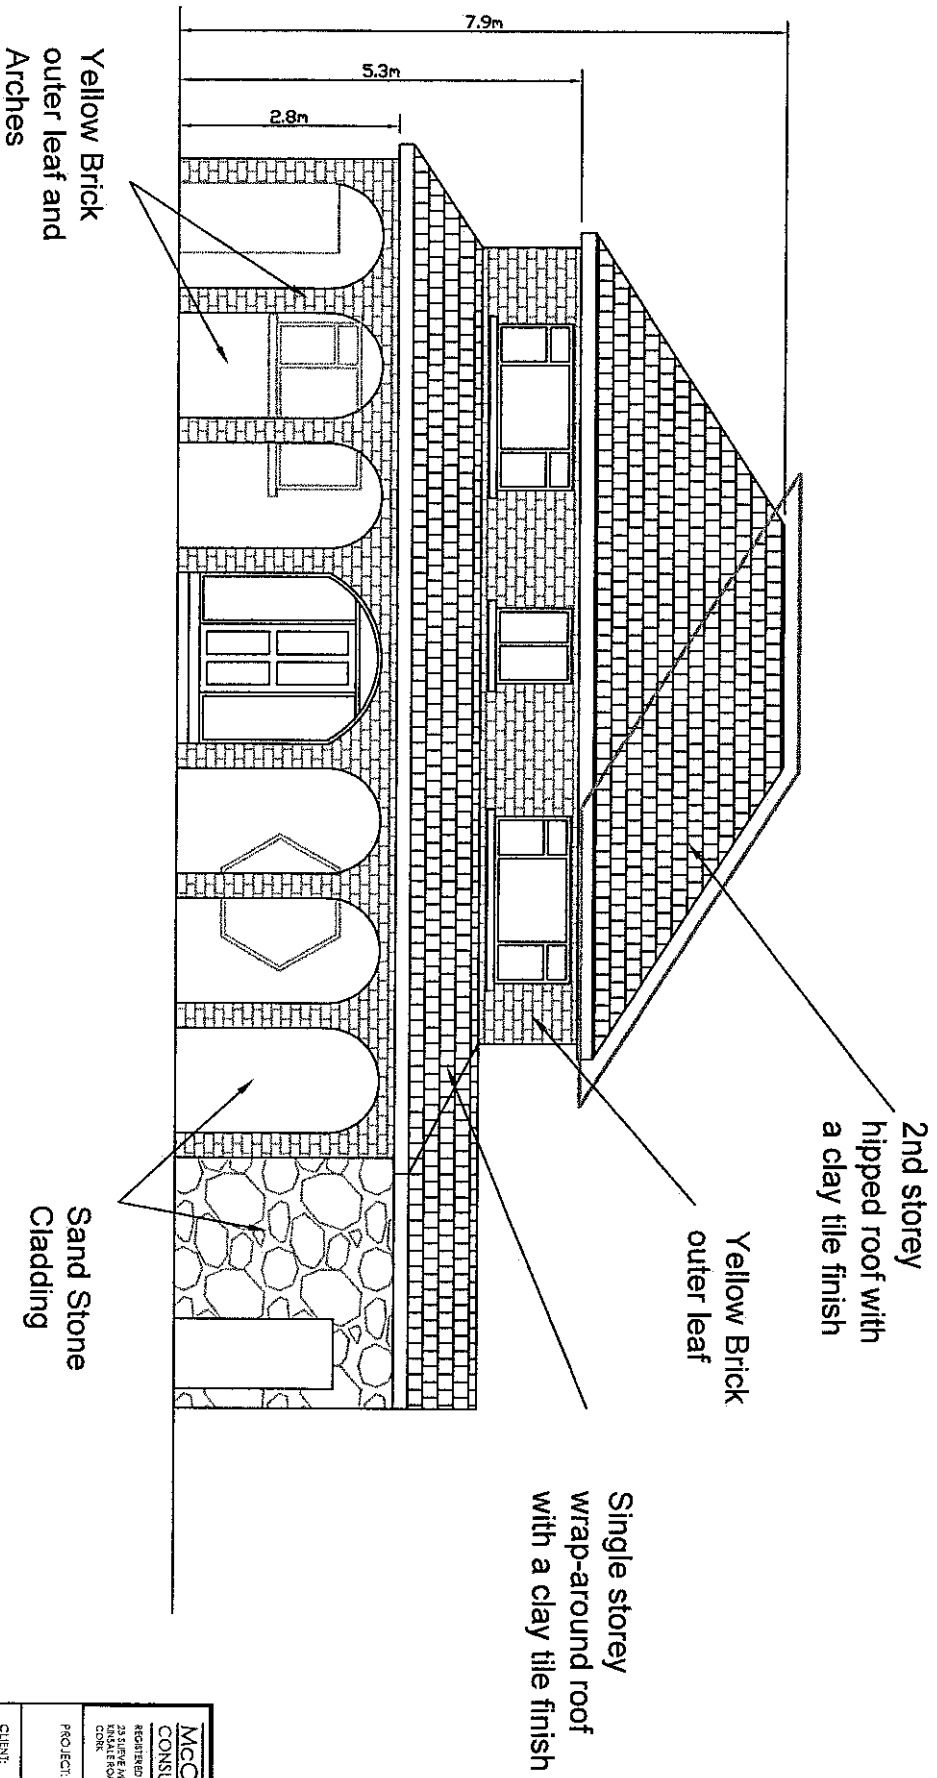 7.9m
5.3m
2.8m
2nd storey
hipped roof with
a clay tile finish
Yellow Brick
outer leaf
Single storey
wrap-around roof
with a clay tile finish
Yellow Brick
outer leaf and
Arches
Sand Stone
Cladding
REGISTERED
CORK
PROJECT:
CLIENT: